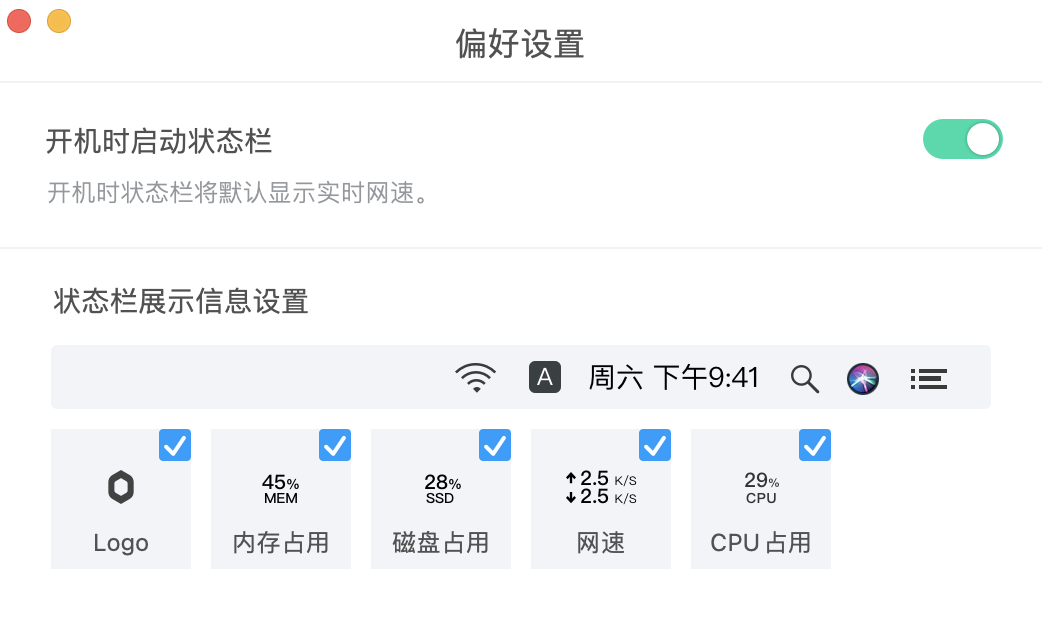 偏好设置
开机时启动状态栏
开机时状态栏将默认显示实时网速。
状态栏展示信息设置
A 周六 下午9:41
45%
MEM
28%
SSD
2.5 K/S
2.5 K/S
29%
CPU
Logo
内存占用
磁盘占用
网速
CPU 占用